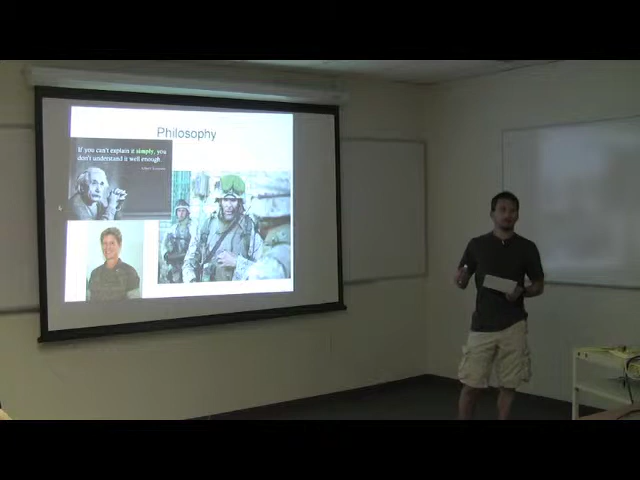 Philosophy
If you can't explain it simply, you
don't understand it well enough.